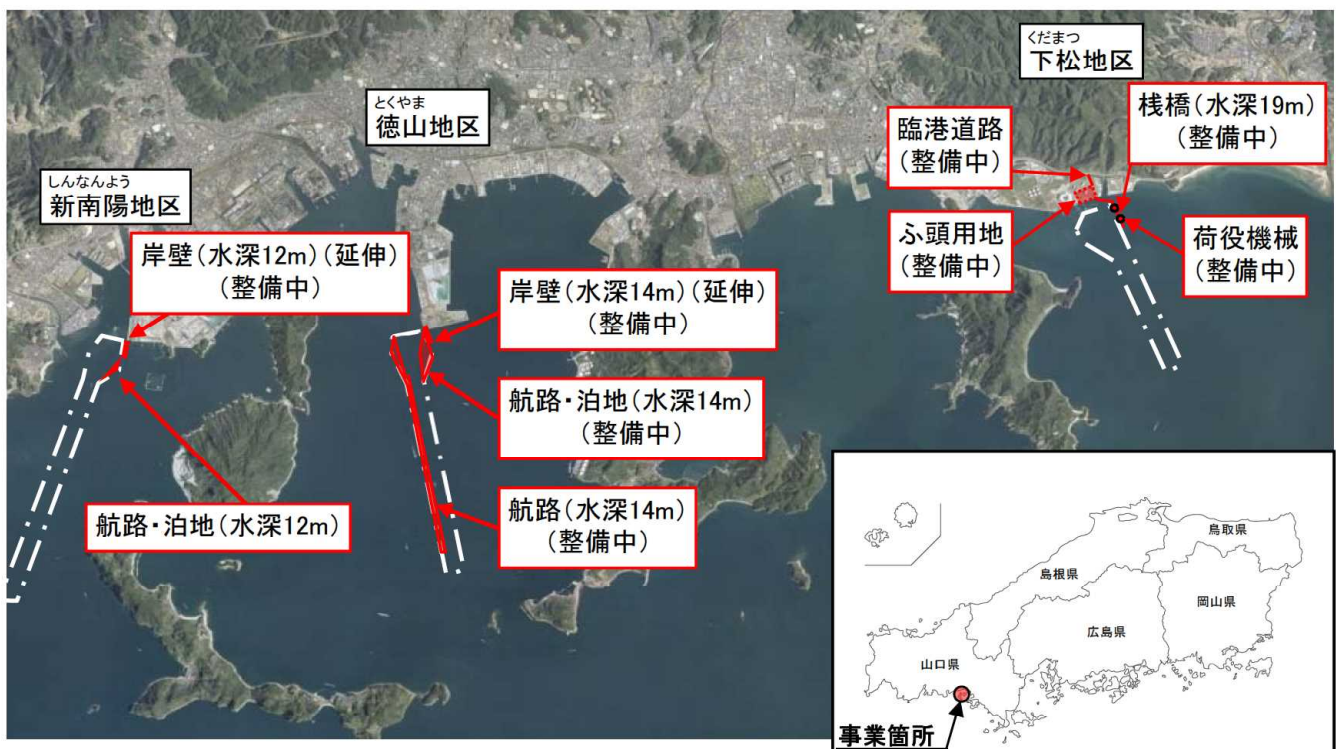 しんなんよう
新南陽地区
とくやま
徳山地区
くだまつ
下松地区
岸壁(水深12m)(延伸)
(整備中)
航路・泊地(水深12m)
岸壁(水深14m)(延伸)
(整備中)
航路・泊地(水深14m)
(整備中)
航路(水深14m)
(整備中)
臨港道路
(整備中)
ふ頭用地
(整備中)
桟橋(水深19m)
(整備中)
荷役機械
(整備中)
鳥取県
島根県
岡山県
広島県
山口県
事業箇所